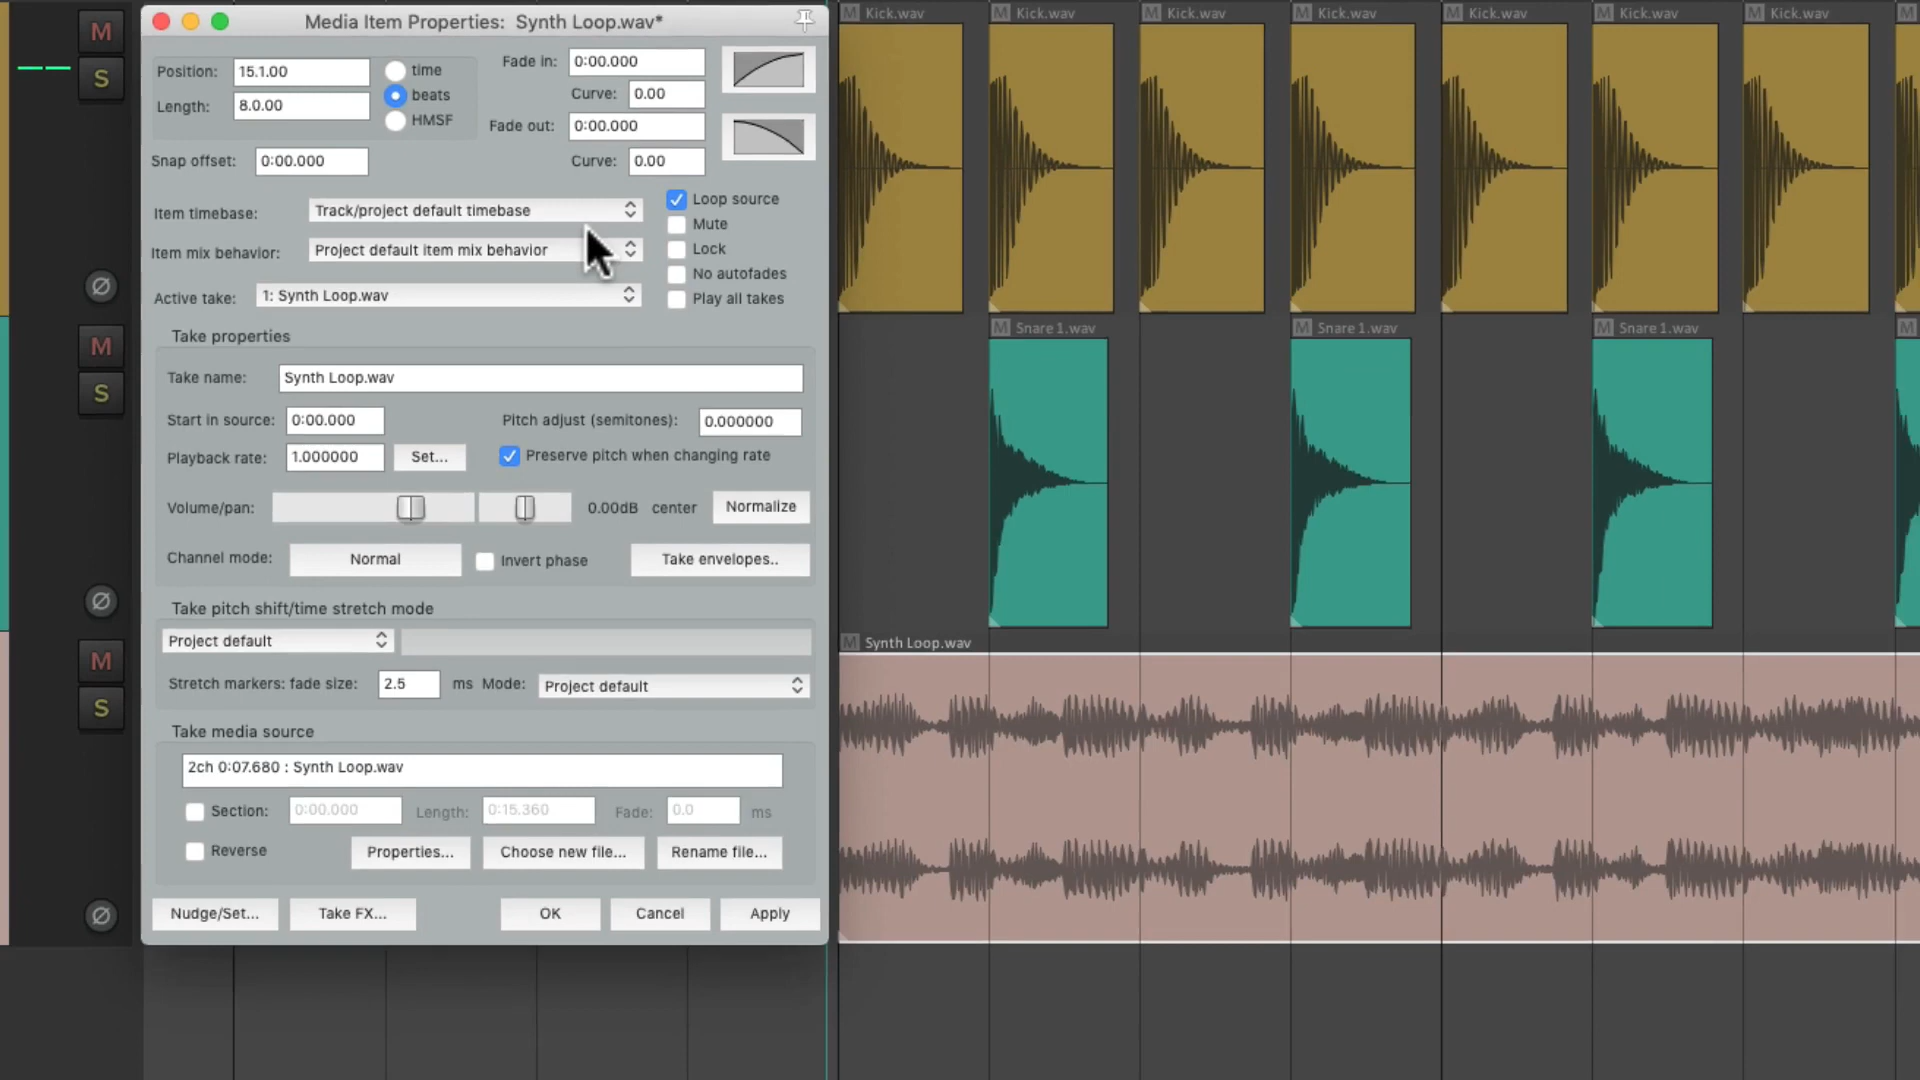 Media Item Properties: Synth Loop.wav*
Position: 15.1.00
Length: 8.0.00
time
beats
HMSF
Fade in: 0:00.000
Curve: 0.00
Fade out: 0:00.000
Curve: 0.00
Snap offset: 0:00.000
Item timebase: Track/project default timebase
Item mix behavior: Project default item mix behavior
Active take: 1: Synth Loop.wav
Loop source
Mute
Lock
No autofades
Play all takes
Take properties
Take name: Synth Loop.wav
Start in source: 0:00.000
Pitch adjust (semitones): 0.000000
Playback rate: 1.000000 Set...
Preserve pitch when changing rate
Volume/pan: 0.00dB center Normalize
Channel mode: Normal
Invert phase
Take envelopes..
Take pitch shift/time stretch mode
Project default
Stretch markers: fade size: 2.5 ms Mode: Project default
Take media source
2ch 0:07.680 : Synth Loop.wav
Section: 0:00.000 Length: 0:15.360 Fade: 0.0 ms
Reverse
Properties... Choose new file... Rename file...
Nudge/Set... Take FX... OK Cancel Apply
M
S
M
S
M
S
M Kick.wav M Kick.wav M Kick.wav M Kick.wav M Kick.wav M Kick.wav M Kick.wav M
M Snare 1.wav M Snare 1.wav M Snare 1.wav M
M Synth Loop.wav